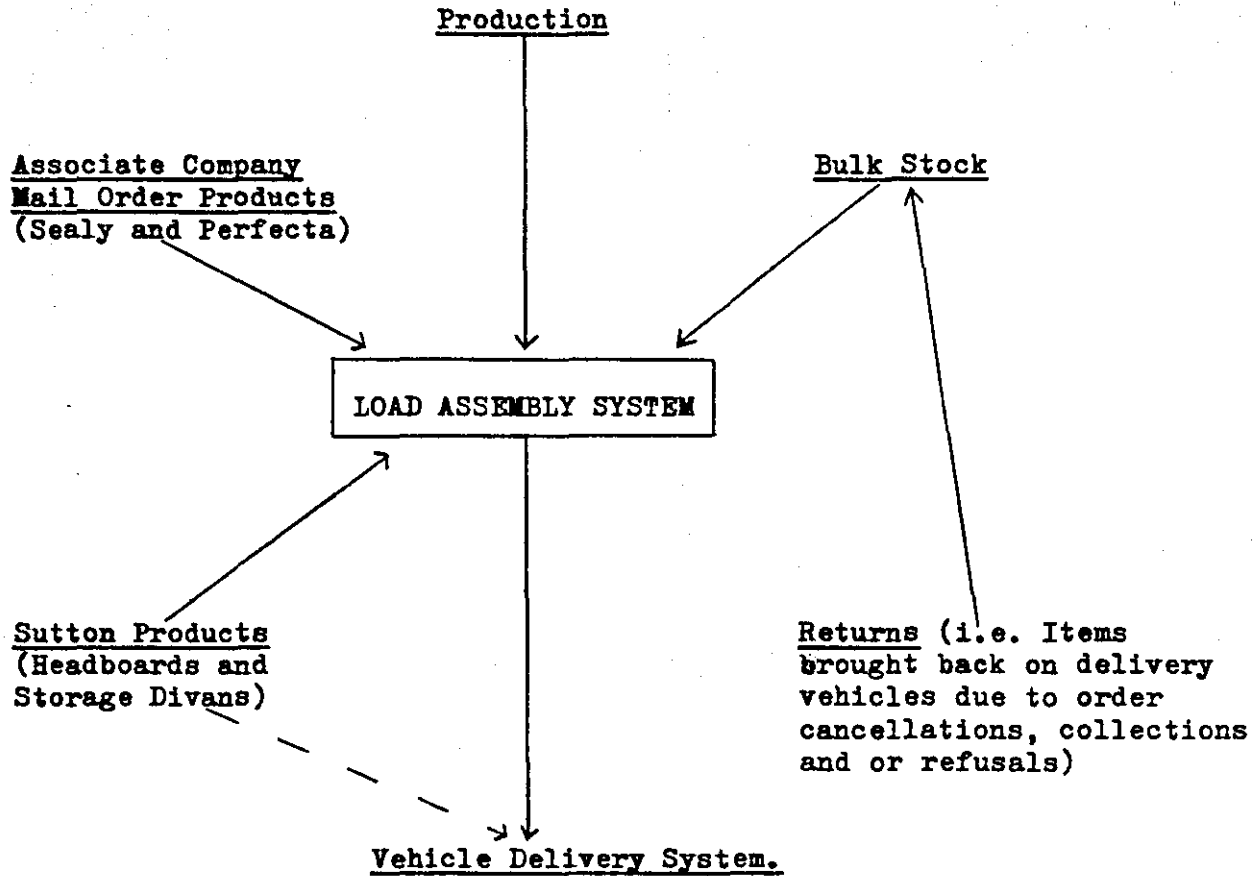 Production
Associate Company
Mail Order Products
(Sealy and Perfecta)
Bulk Stock
LOAD ASSEMBLY SYSTEM
Sutton Products
(Headboards and
Storage Divans)
Returns (i.e. Items
brought back on delivery
vehicles due to order
cancellations, collections
and or refusals)
Vehicle Delivery System.